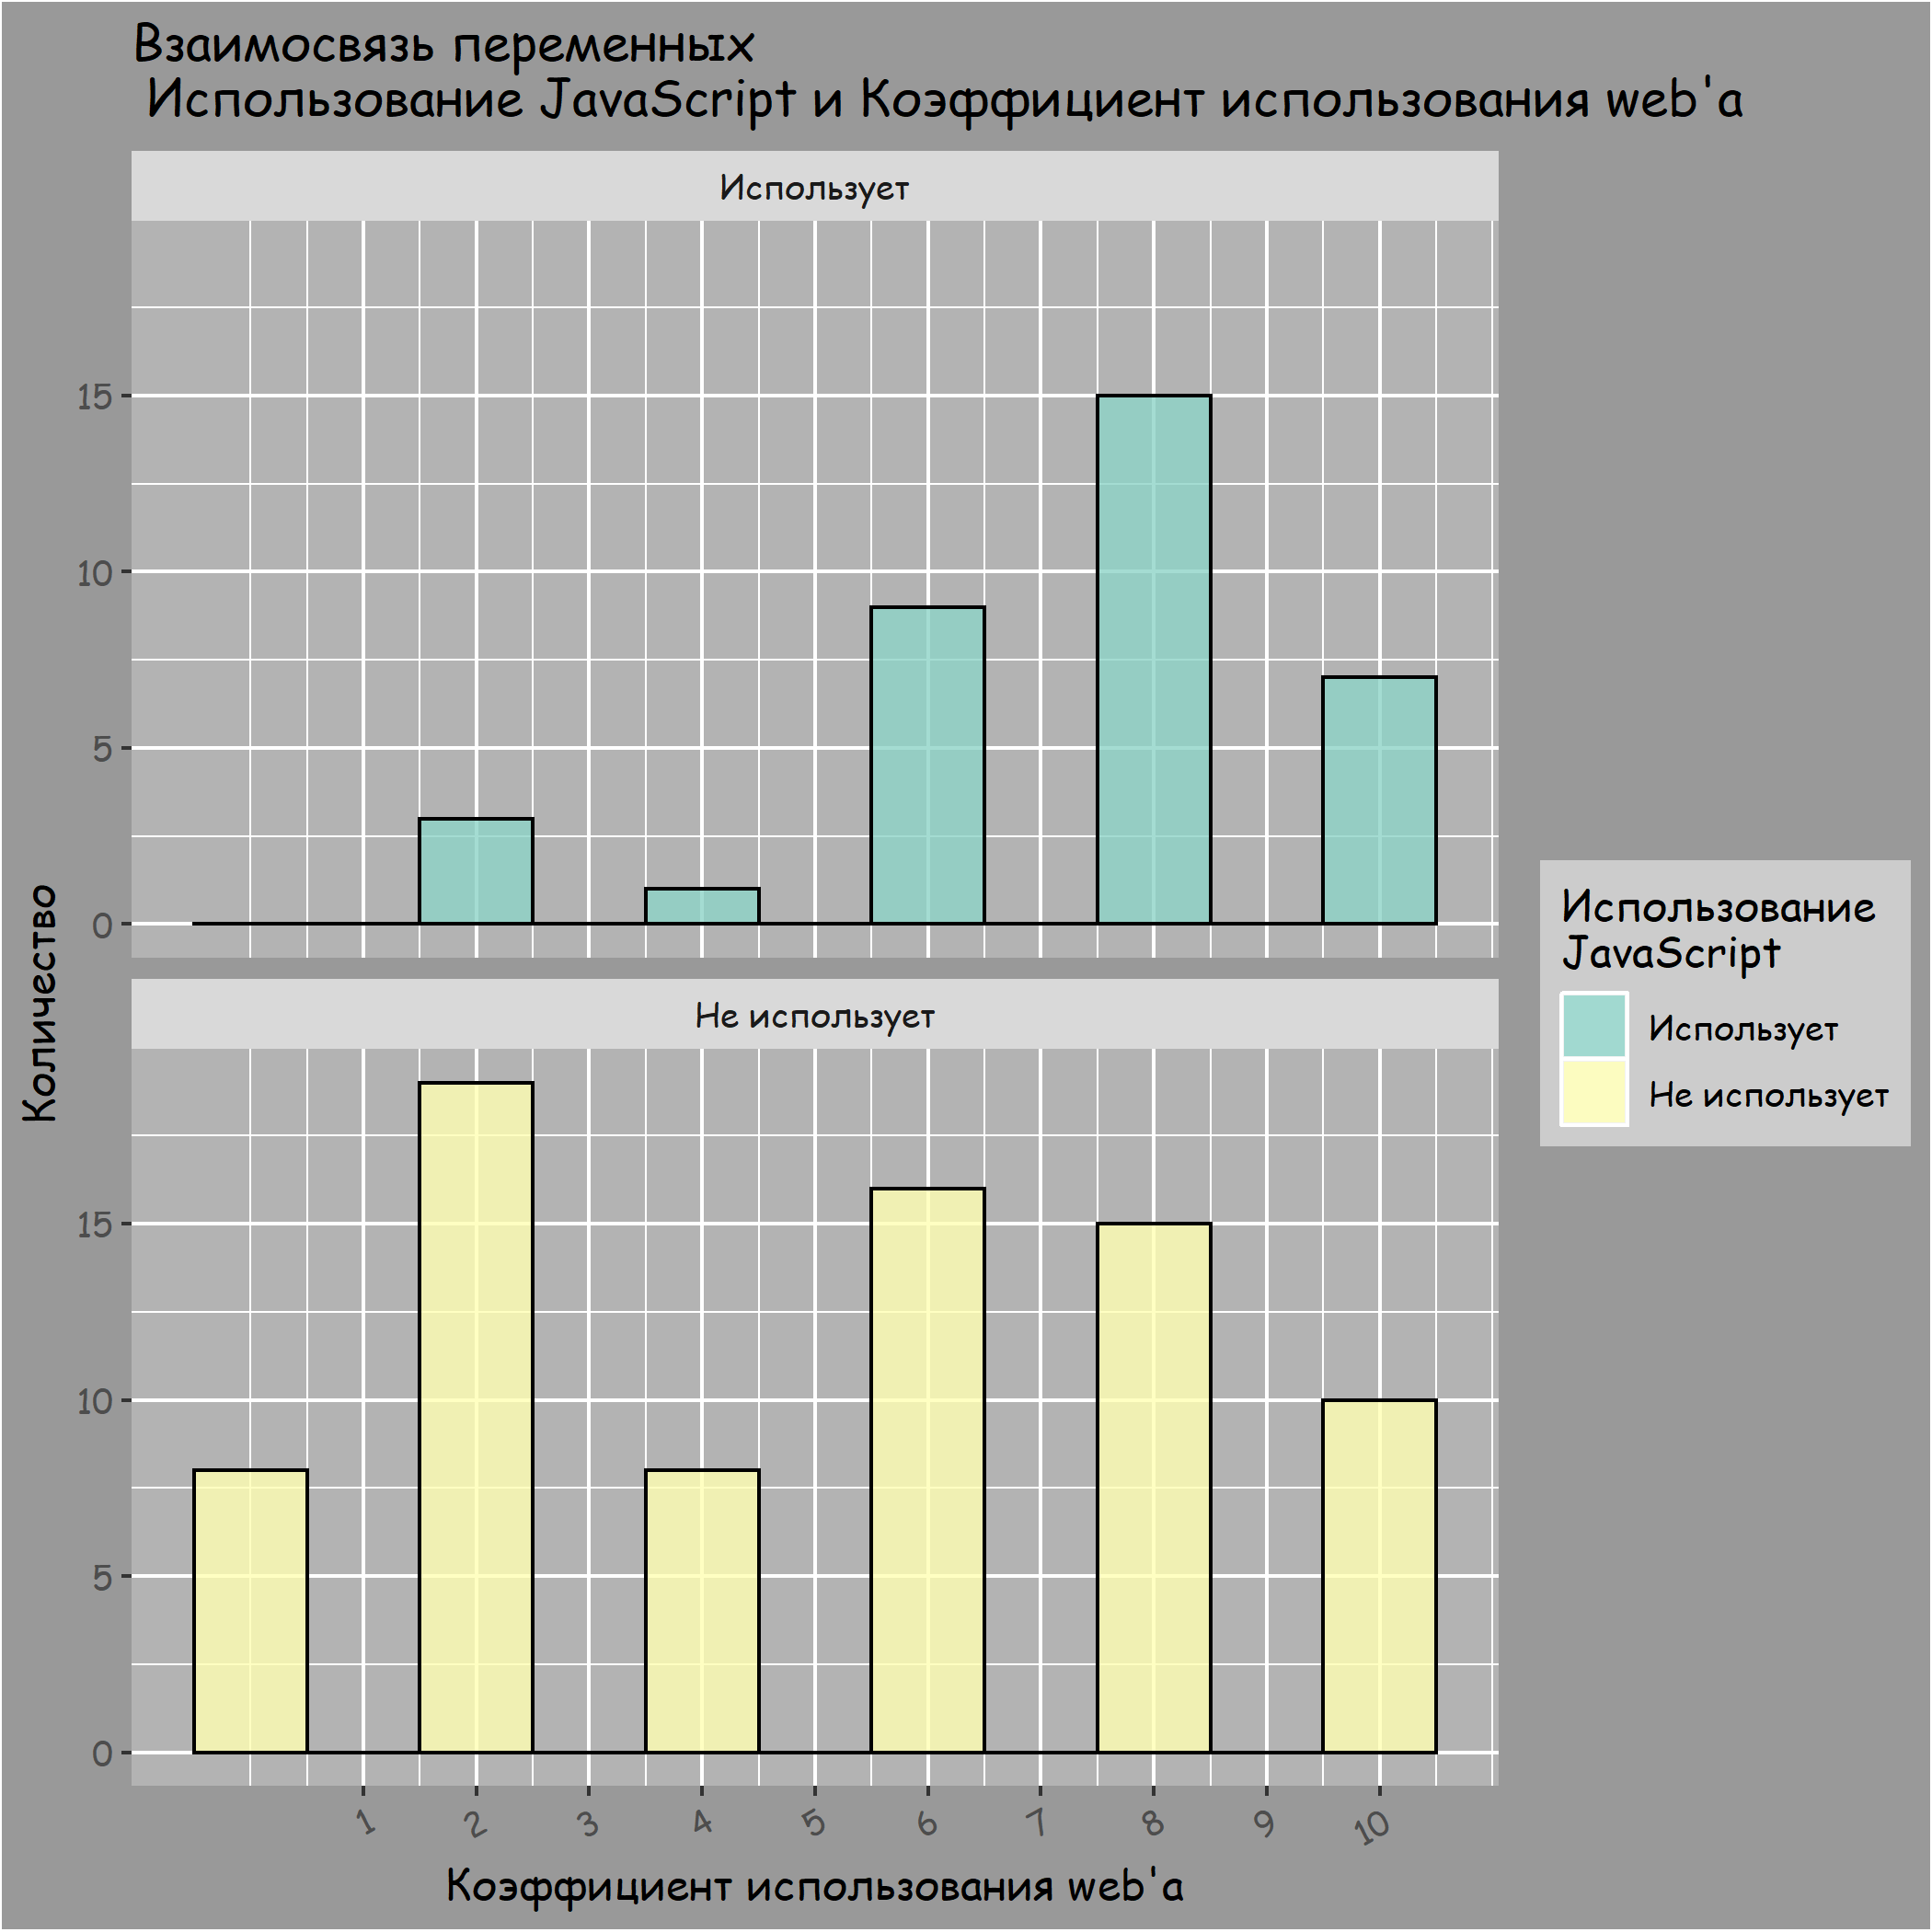 Взаимосвязь переменных
Использование JavaScript и Коэффициент использования web'а
Использует
15
10
5
0
Не использует
15
10
5
0
1 2 3 4 5 6 7 8 9 10
Коэффициент использования web'а
Количество
Использование
JavaScript
Использует
Не использует